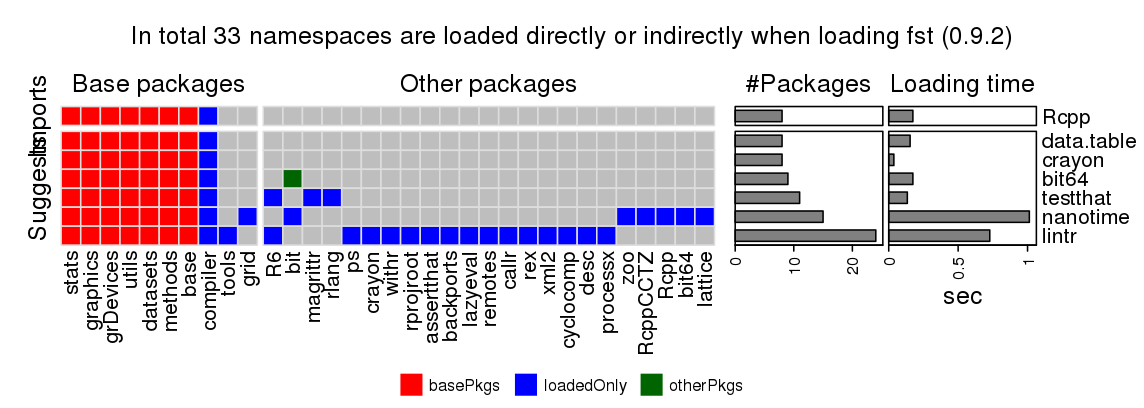 In total 33 namespaces are loaded directly or indirectly when loading fst (0.9.2)
Base packages
Other packages
#Packages
Loading time
Imports
Suggests
Rcpp
data.table
crayon
bit64
testthat
nanotime
lintr
stats
graphics
grDevices
utils
datasets
methods
base
compiler
tools
grid
R6
bit
magrittr
rlang
ps
crayon
withr
rprojroot
assertthat
backports
lazyeval
remotes
callr
rex
xml2
cyclocomp
desc
processx
zoo
RcppCCTZ
Rcpp
bit64
lattice
0
10
20
0
0.5
1
sec
basePkgs
loadedOnly
otherPkgs